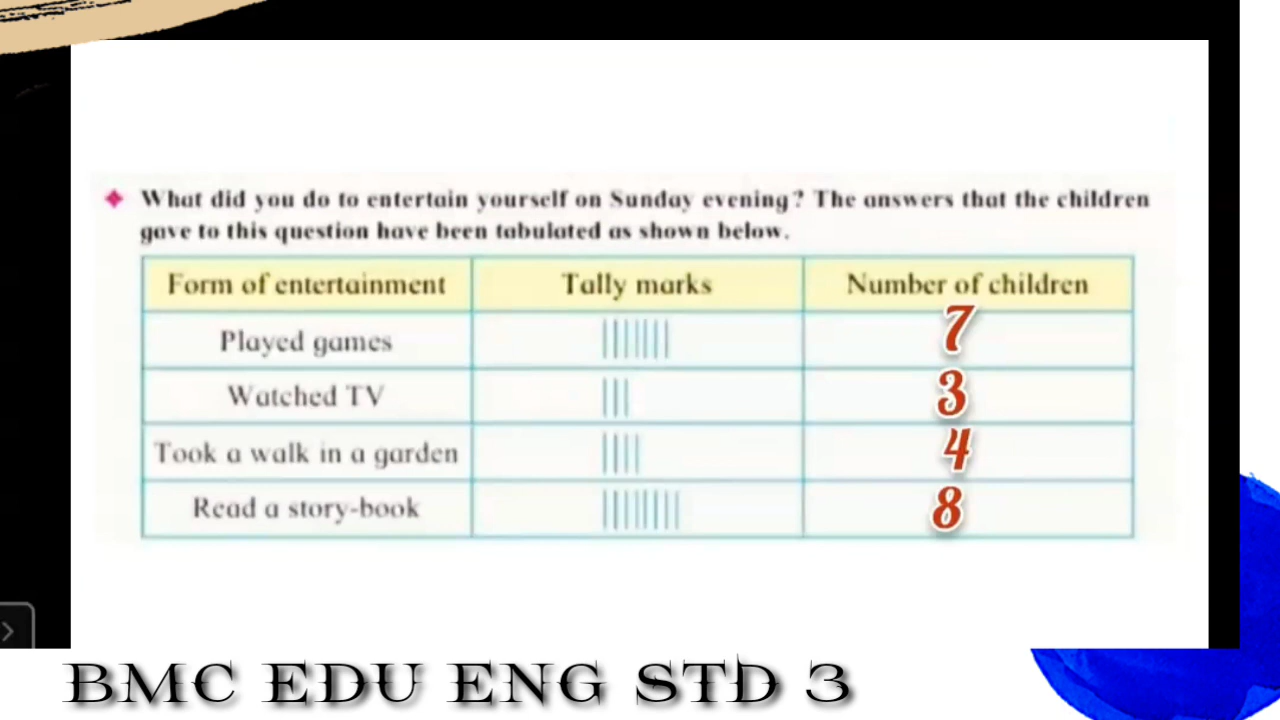 What did you do to entertain yourself on Sunday evening? The answers that the children
gave to this question have been tabulated as shown below.
Form of entertainment Tally marks Number of children
Played games ||||||| 7
Watched TV ||| 3
Took a walk in a garden |||| 4
Read a story-book |||||||| 8
BMC EDU ENG STD 3